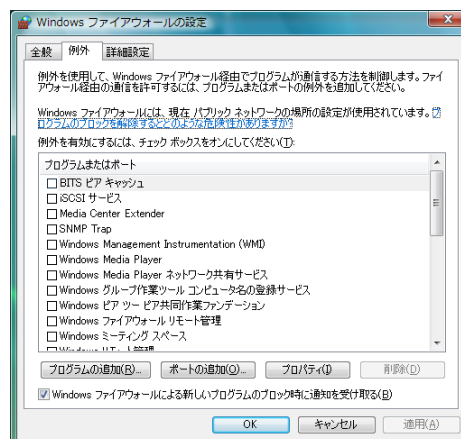 Windows ファイアウォールの設定
全般 例外 詳細設定
例外を使用して、Windows ファイアウォール経由でプログラムが通信する方法を制御します。ファイ
アウォール経由の通信を許可するには、プログラムまたはポートの例外を追加してください。
Windows ファイアウォールは、現在 パブリック ネットワークの場所の設定が使用されています。プ
ログラムのブロックを解除するとどのような危険性がありますか?
例外を有効にするには、チェック ボックスをオンにしてください(T):
プログラムまたはポート
BITS ピア キャッシュ
iSCSI サービス
Media Center Extender
SNMP Trap
Windows Management Instrumentation (WMI)
Windows Media Player
Windows Media Player ネットワーク共有サービス
Windows グループ作業ツール コンピュータ名の登録サービス
Windows ピア ツー ピア共同作業ファンデーション
Windows ファイアウォール リモート管理
Windows ミーティング スペース
プログラムの追加(R)... ポートの追加(O)... プロパティ(I) 削除(D)
Windows ファイアウォールによる新しいプログラムのブロック時に通知を受け取る(B)
OK キャンセル 適用(A)